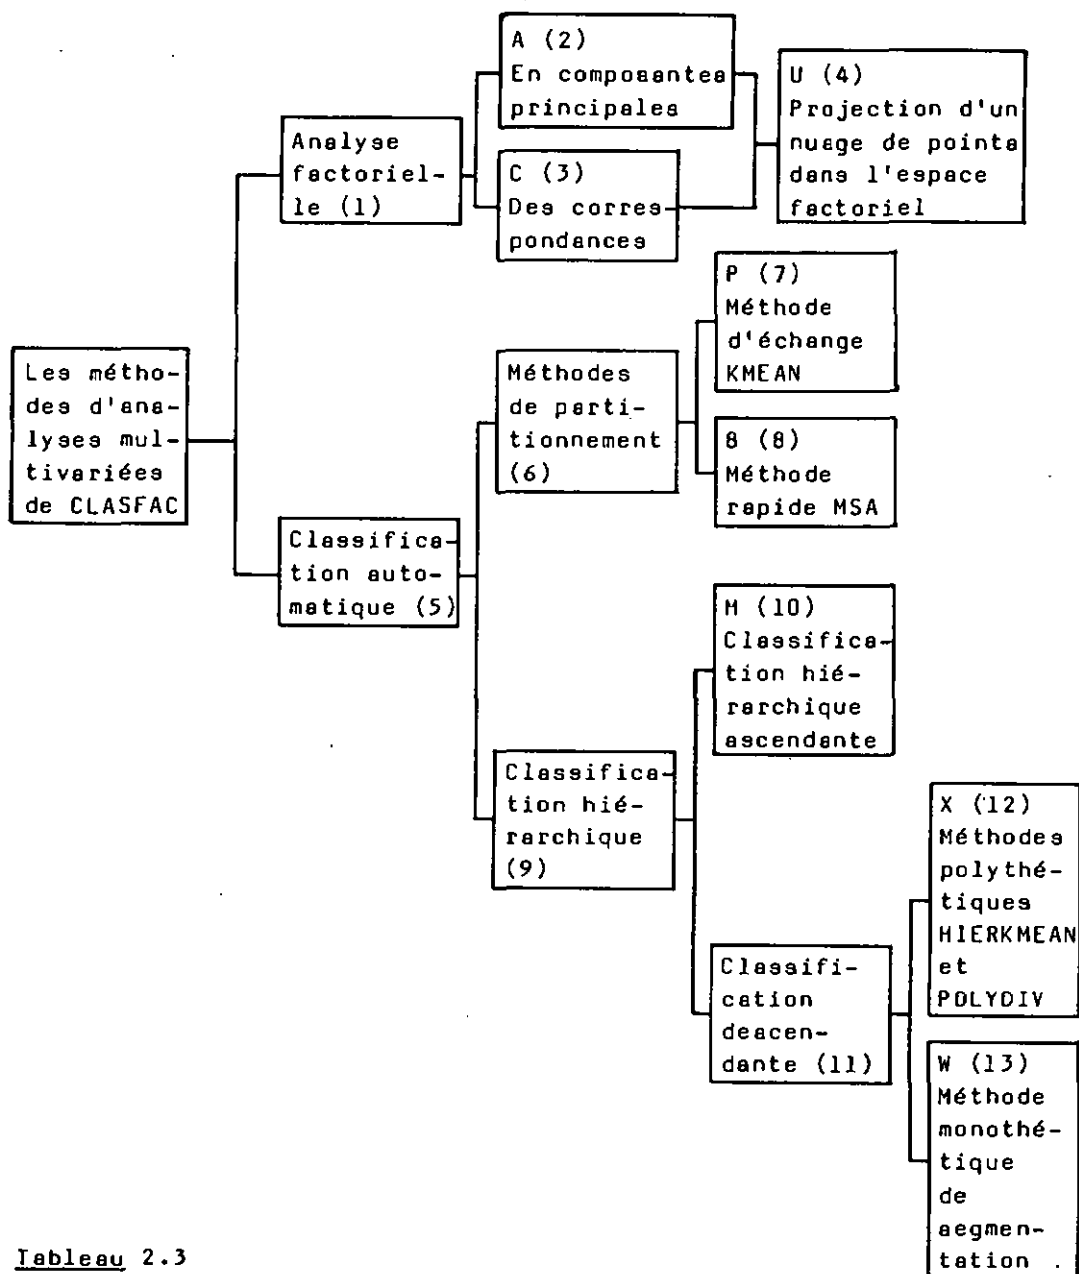 A (2)
En composantes
principales
U (4)
Projection d'un
nuage de points
dans l'espace
factoriel
Analyse
factoriel-
le (1)
C (3)
Des corres-
pondances
P (7)
Méthode
d'échange
KMEAN
Les métho-
des d'ana-
lyses mul-
tivariées
de CLASFAC
Méthodes
de parti-
tionnement
(6)
8 (8)
Méthode
rapide MSA
Classifica-
tion auto-
matique (5)
M (10)
Classifica-
tion hié-
rarchique
ascendante
Classifica-
tion hié-
rarchique
(9)
X (12)
Méthodes
polythé-
tiques
HIERKMEAN
et
POLYDIV
Classifi-
cation
descen-
dante (11)
W (13)
Méthode
monothé-
tique
de
segmen-
tation
Tableau 2.3